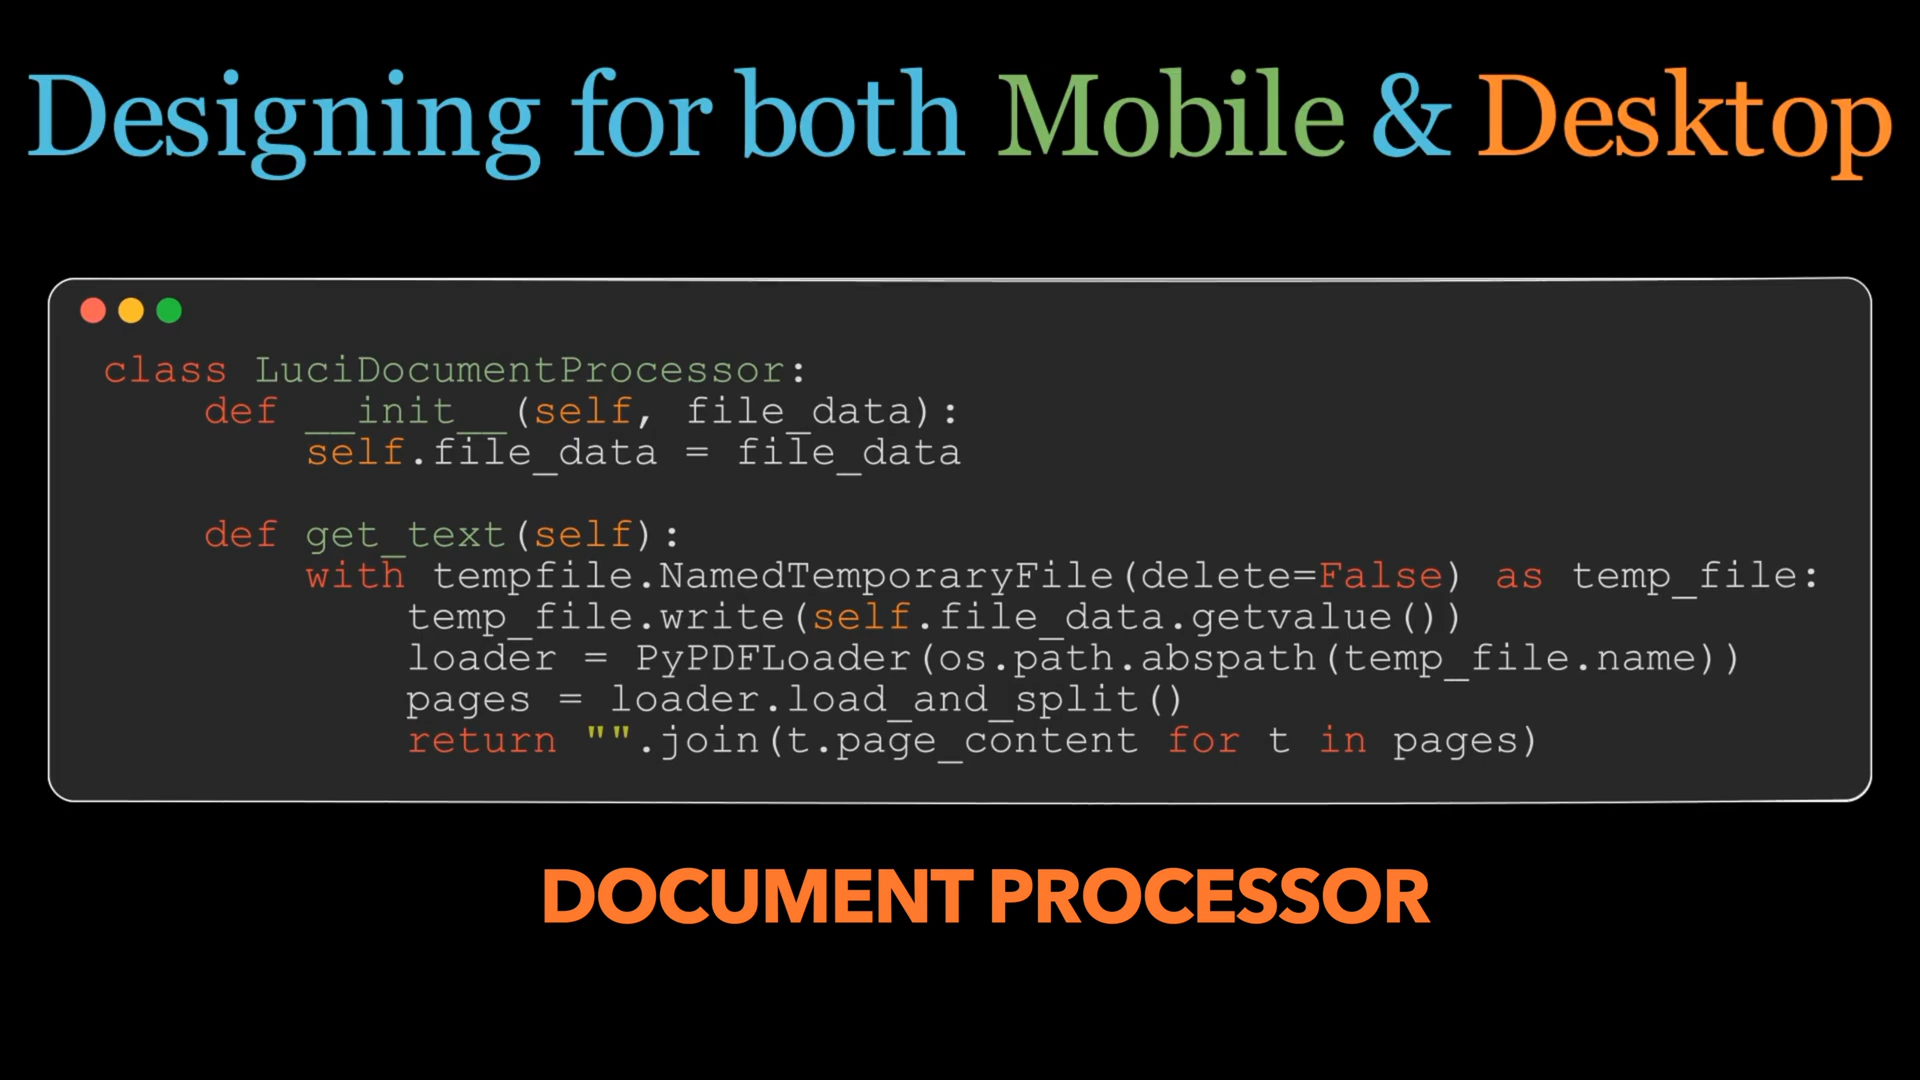 Designing for both Mobile & Desktop
class LuciDocumentProcessor:
    def __init__(self, file_data):
        self.file_data = file_data

    def get_text(self):
        with tempfile.NamedTemporaryFile(delete=False) as temp_file:
            temp_file.write(self.file_data.getvalue())
            loader = PyPDFLoader(os.path.abspath(temp_file.name))
            pages = loader.load_and_split()
            return "".join(t.page_content for t in pages)
DOCUMENT PROCESSOR